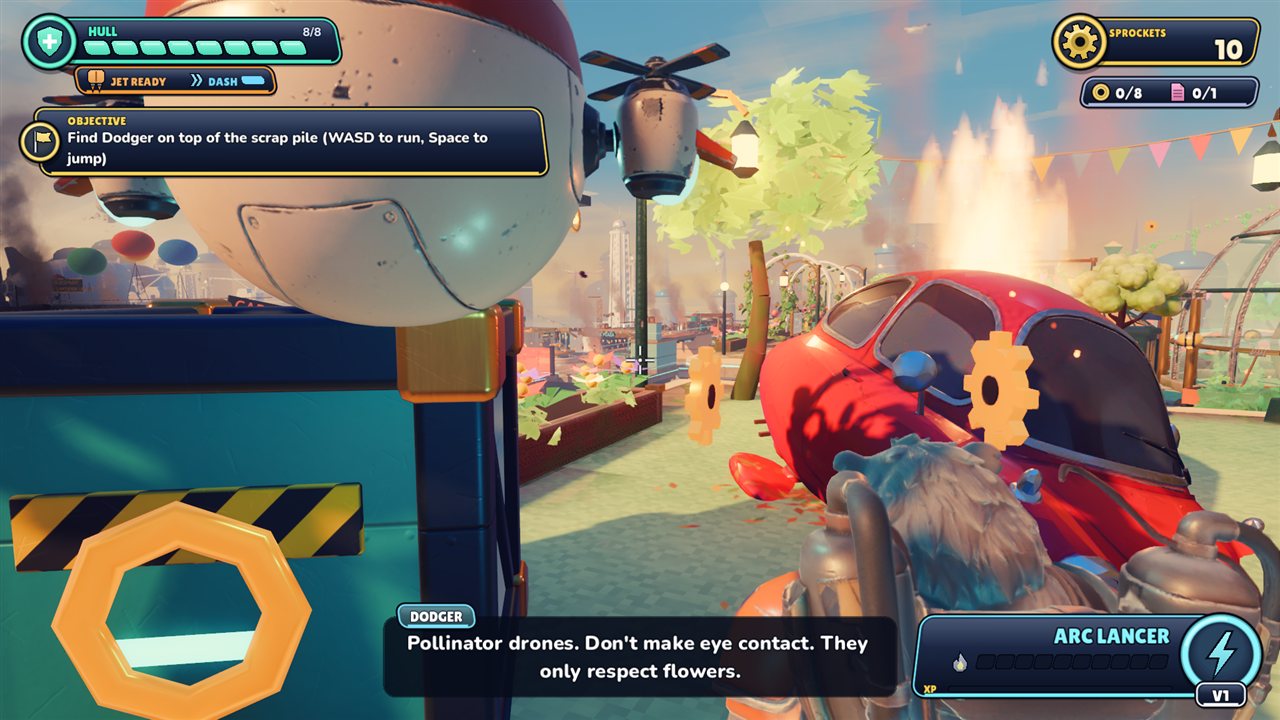 HULL
8/8
JET READY
DASH
OBJECTIVE
Find Dodger on top of the scrap pile (WASD to run, Space to
jump)
SPROCKETS
10
0/8
0/1
DODGER
Pollinator drones. Don't make eye contact. They
only respect flowers.
ARC LANCER
XP
V1